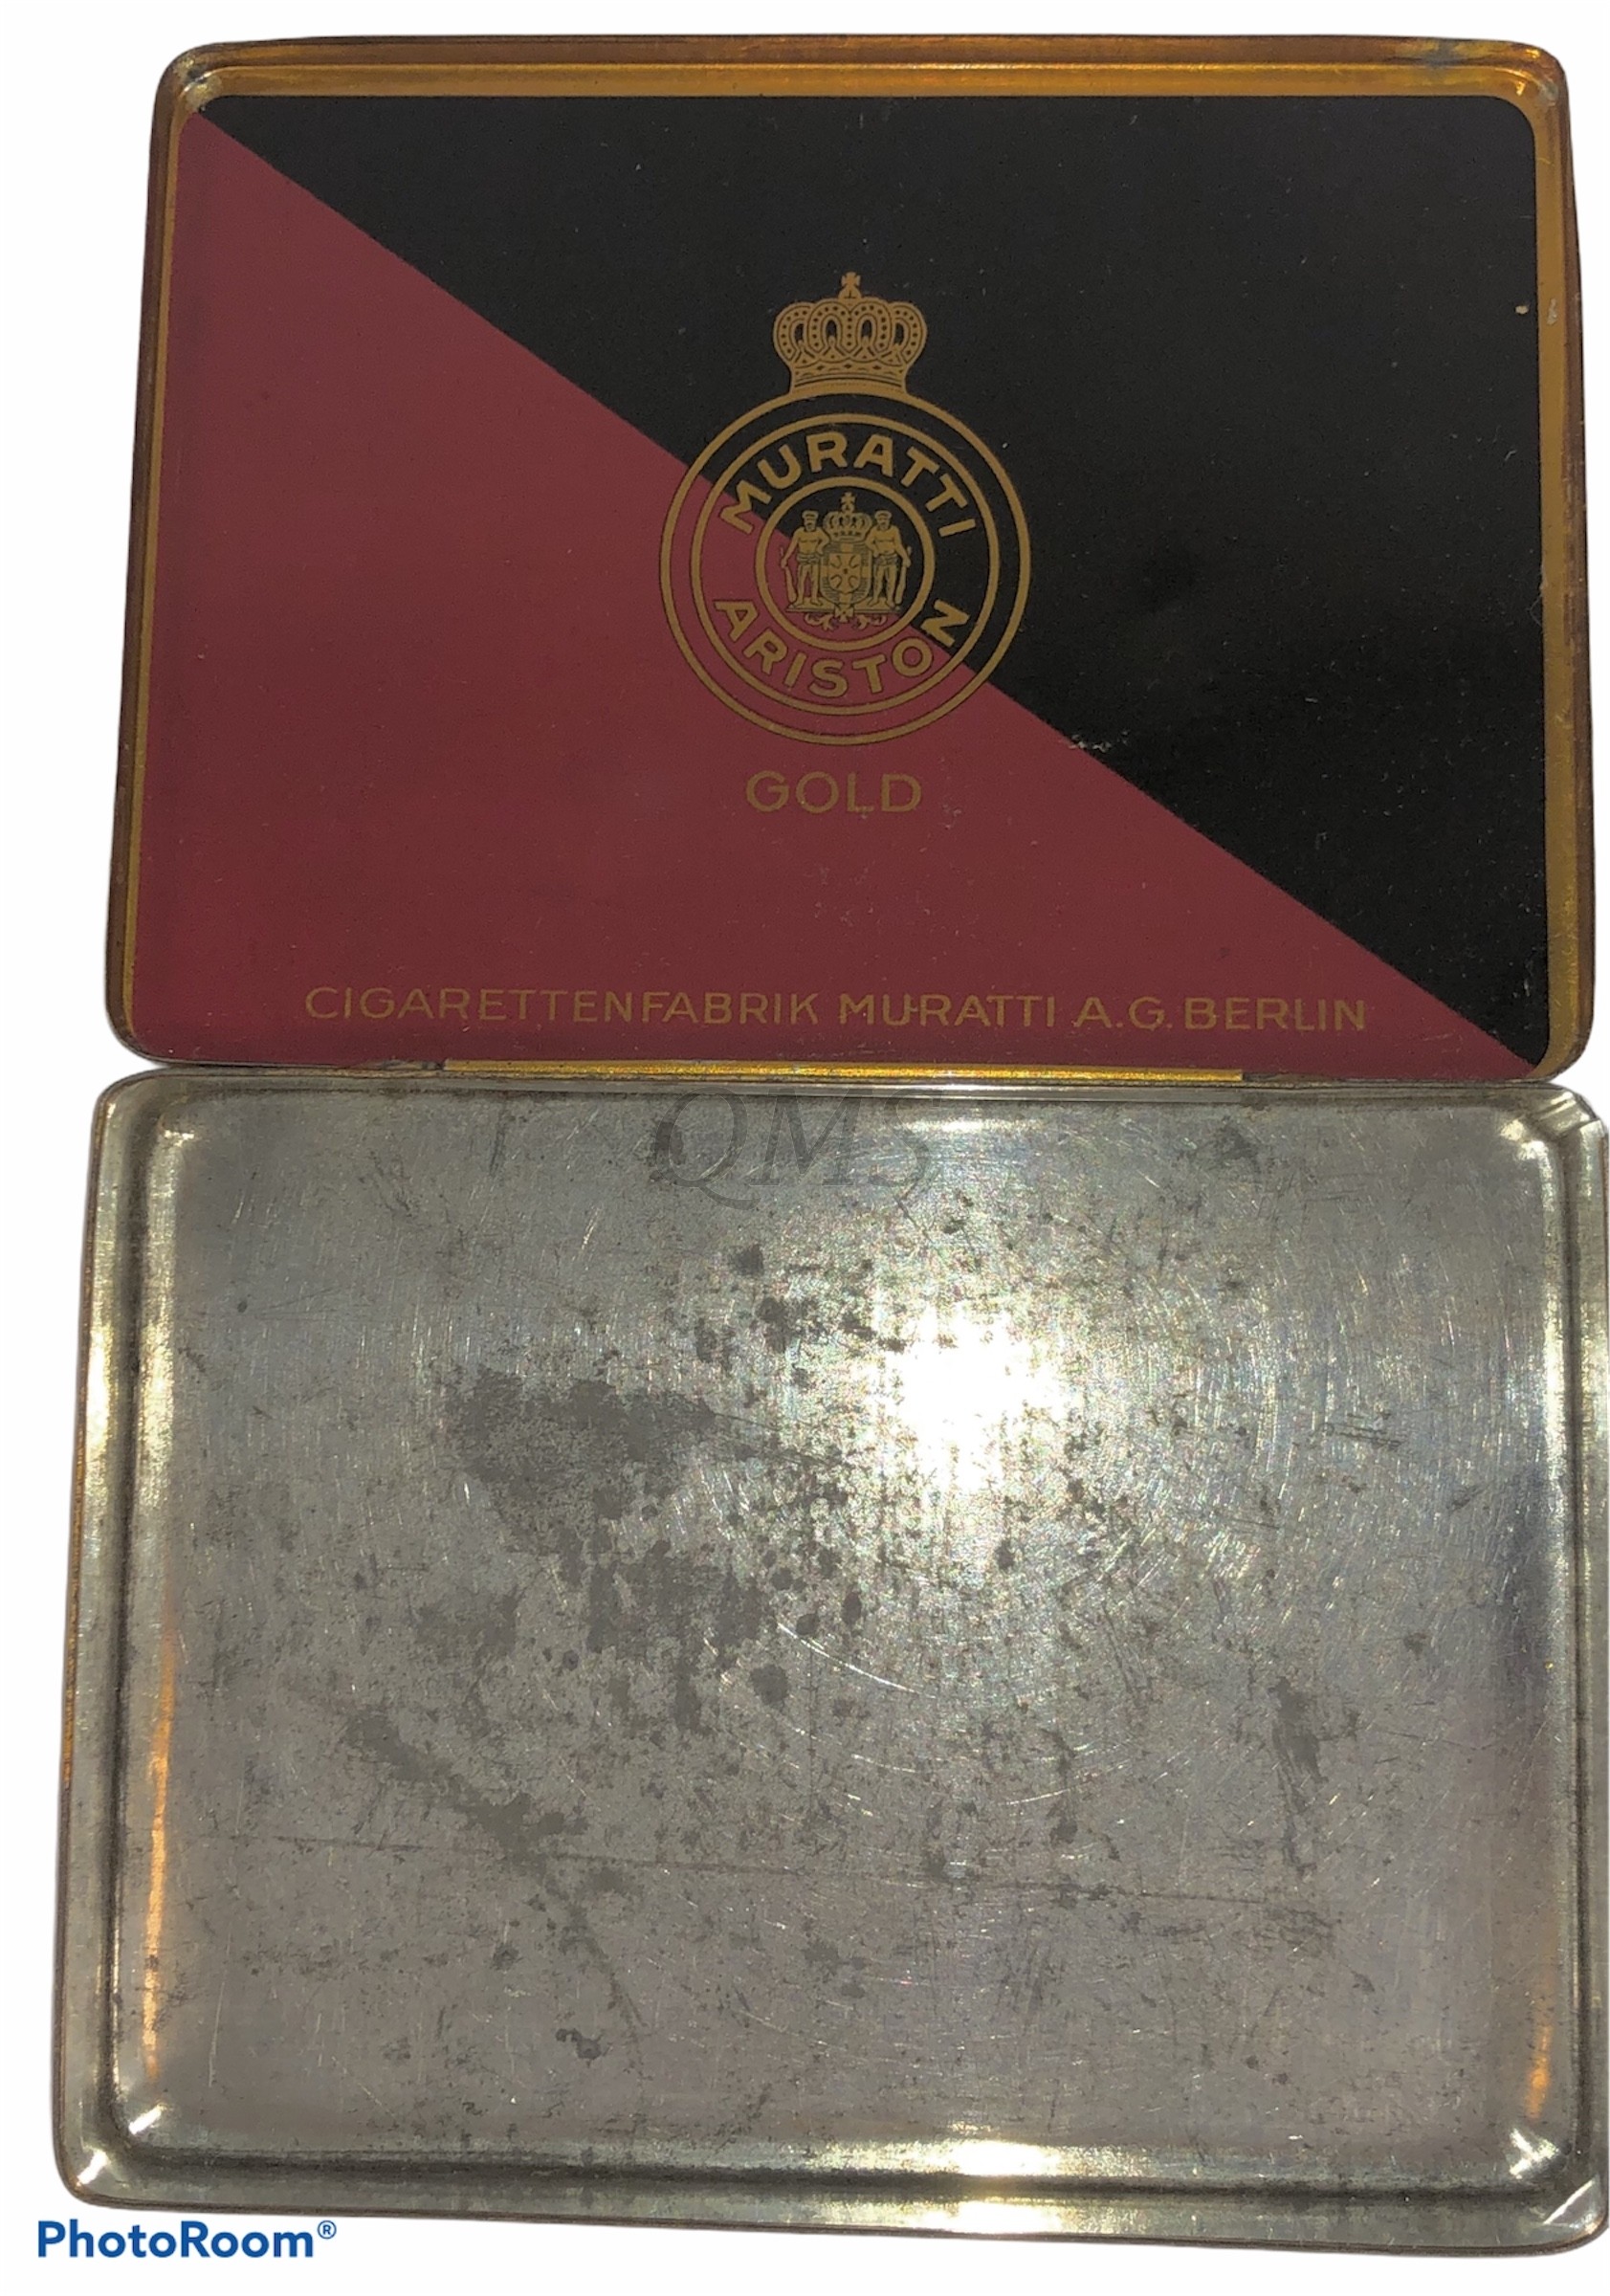 MURATTI
ARISTON
GOLD
CIGARETTENFABRIK MURATTI A.G. BERLIN
QMS
PhotoRoom®